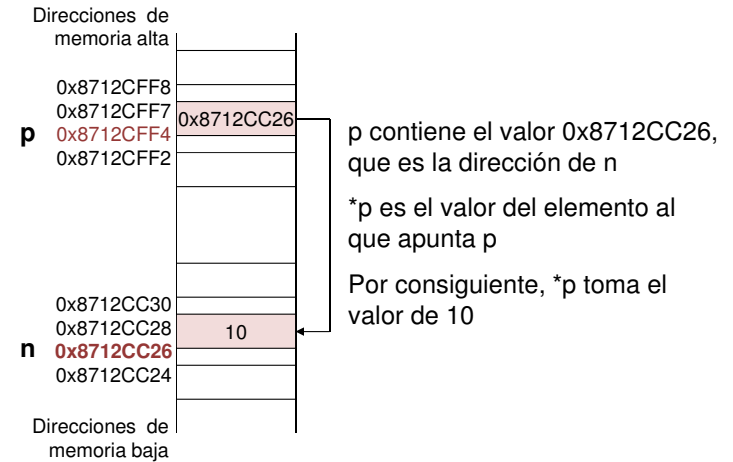 Direcciones de
memoria alta
0x8712CFF8
0x8712CFF7
0x8712CC26
p 0x8712CFF4
0x8712CFF2
p contiene el valor 0x8712CC26,
que es la dirección de n
*p es el valor del elemento al
que apunta p
Por consiguiente, *p toma el
valor de 10
0x8712CC30
0x8712CC28
10
n 0x8712CC26
0x8712CC24
Direcciones de
memoria baja